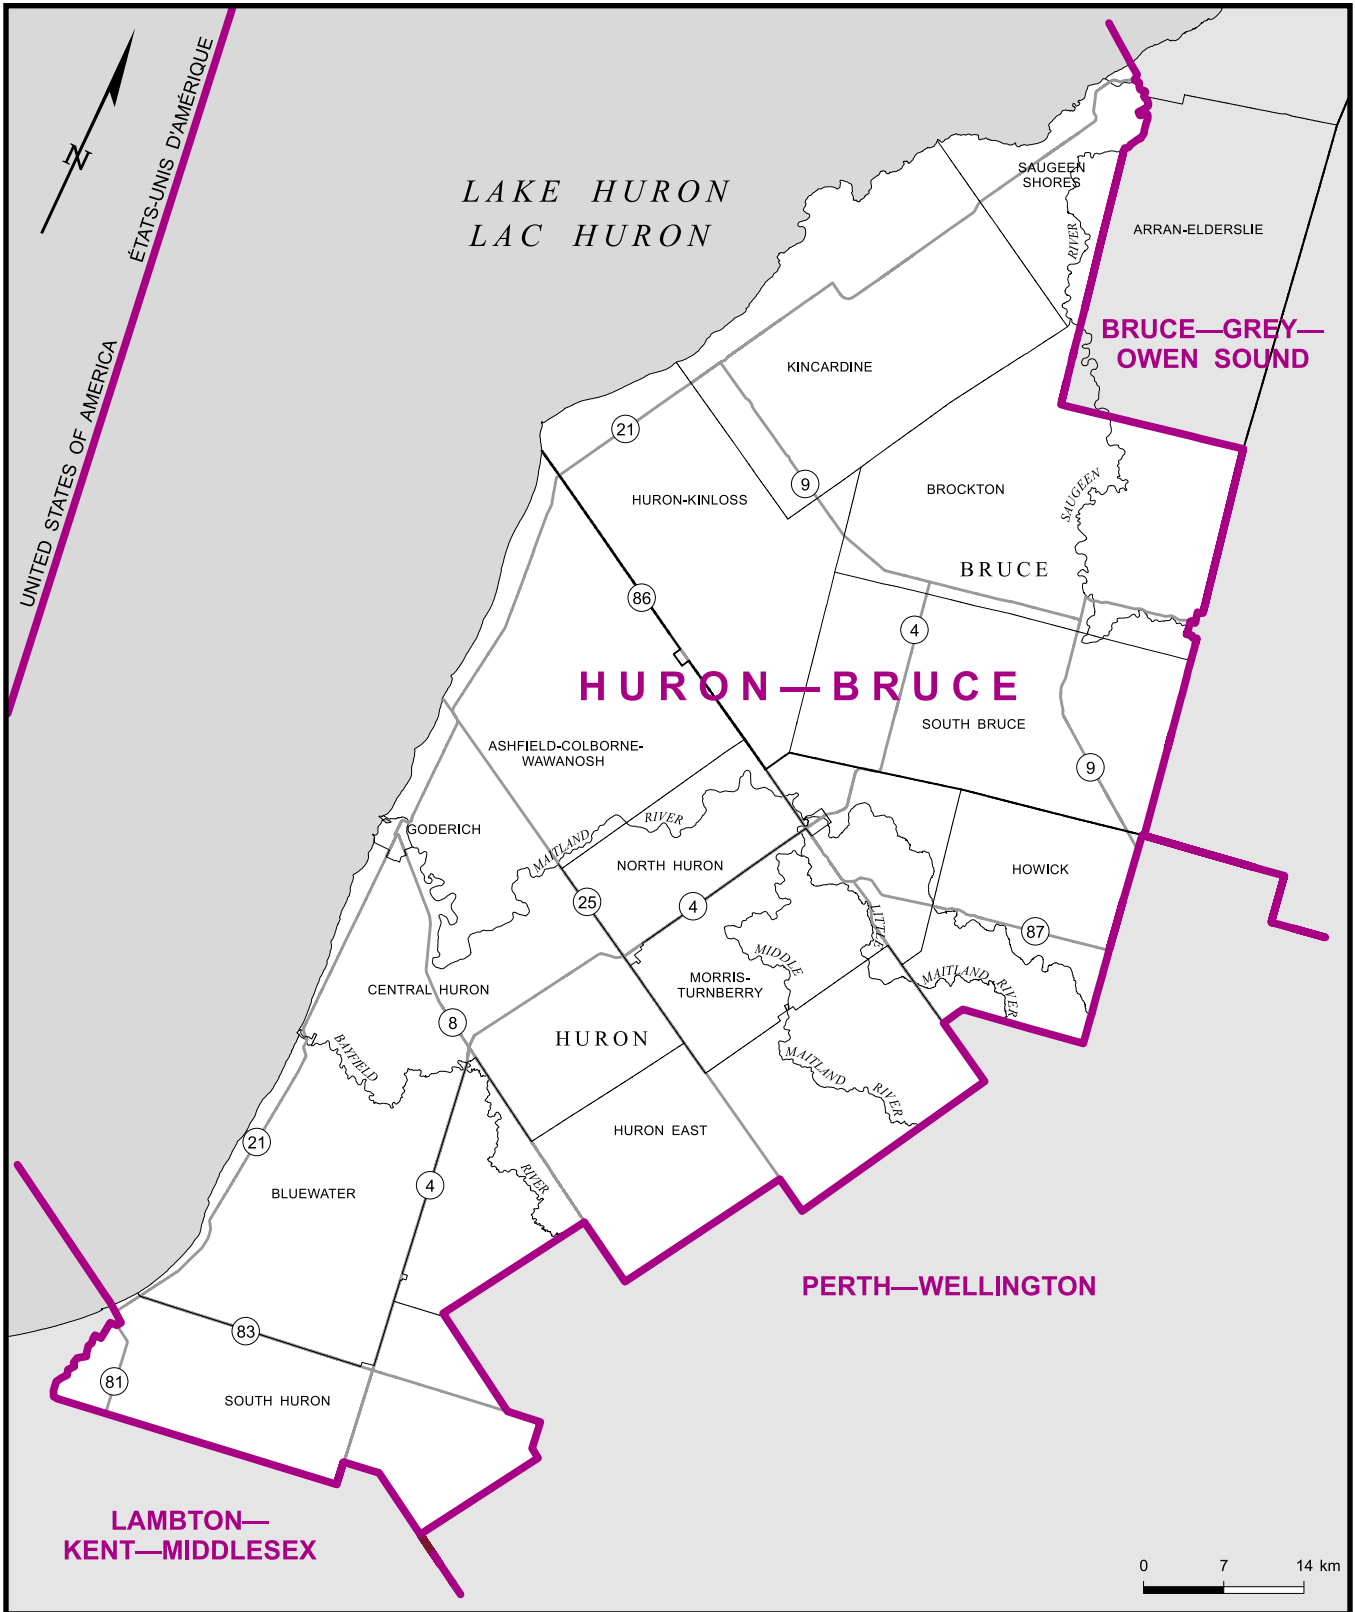 N
ÉTATS-UNIS D'AMÉRIQUE
UNITED STATES OF AMERICA
LAKE HURON
LAC HURON
SAUGEEN
SHORES
RIVER
ARRAN-ELDERSLIE
BRUCE—GREY—
OWEN SOUND
KINCARDINE
21
9
HURON-KINLOSS
BROCKTON
SAUGEEN
BRUCE
86
4
HURON—BRUCE
SOUTH BRUCE
9
ASHFIELD-COLBORNE-
WAWANOSH
GODERICH
MAITLAND
RIVER
NORTH HURON
HOWICK
25
4
LITTLE
87
MIDDLE
MORRIS-
TURNBERRY
MAITLAND
RIVER
CENTRAL HURON
8
HURON
BAYFIELD
MAITLAND
RIVER
HURON EAST
21
RIVER
4
BLUEWATER
PERTH—WELLINGTON
83
81
SOUTH HURON
LAMBTON—
KENT—MIDDLESEX
0 7 14 km